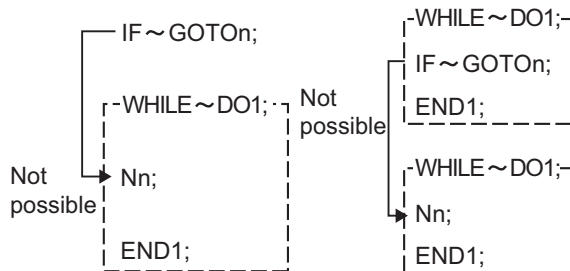 IF～GOTOn;
WHILE～DO1;
Not
possible
Nn;
END1;
WHILE～DO1;
IF～GOTOn;
Not
possible
END1;
WHILE～DO1;
Nn;
END1;